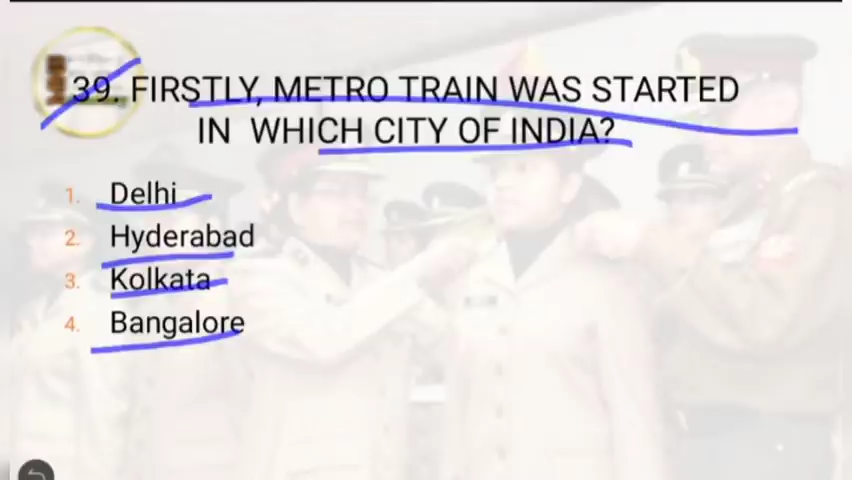 39. FIRSTLY, METRO TRAIN WAS STARTED
IN WHICH CITY OF INDIA?
1. Delhi
2. Hyderabad
3. Kolkata
4. Bangalore